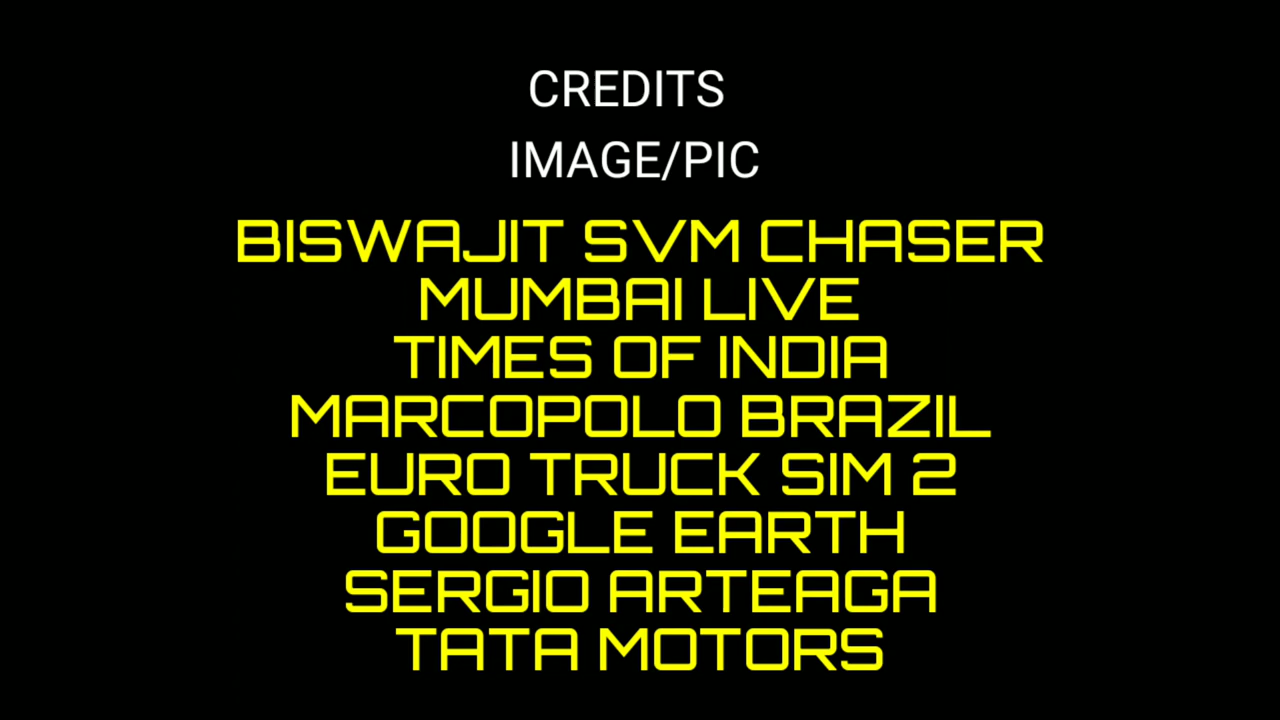 CREDITS
IMAGE/PIC
BISWAJIT SVM CHASER
MUMBAI LIVE
TIMES OF INDIA
MARCOPOLO BRAZIL
EURO TRUCK SIM 2
GOOGLE EARTH
SERGIO ARTEAGA
TATA MOTORS